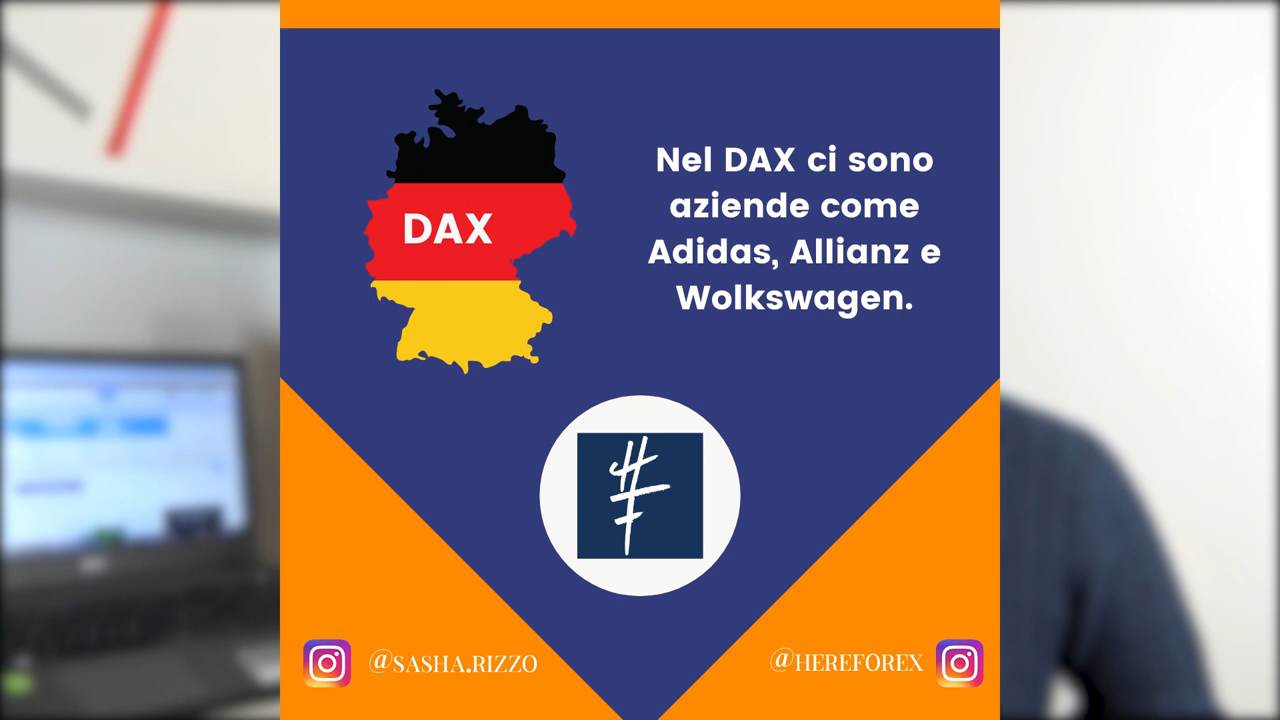 DAX
Nel DAX ci sono
aziende come
Adidas, Allianz e
Wolkswagen.
@SASHA.RIZZO
@HEREFOREX